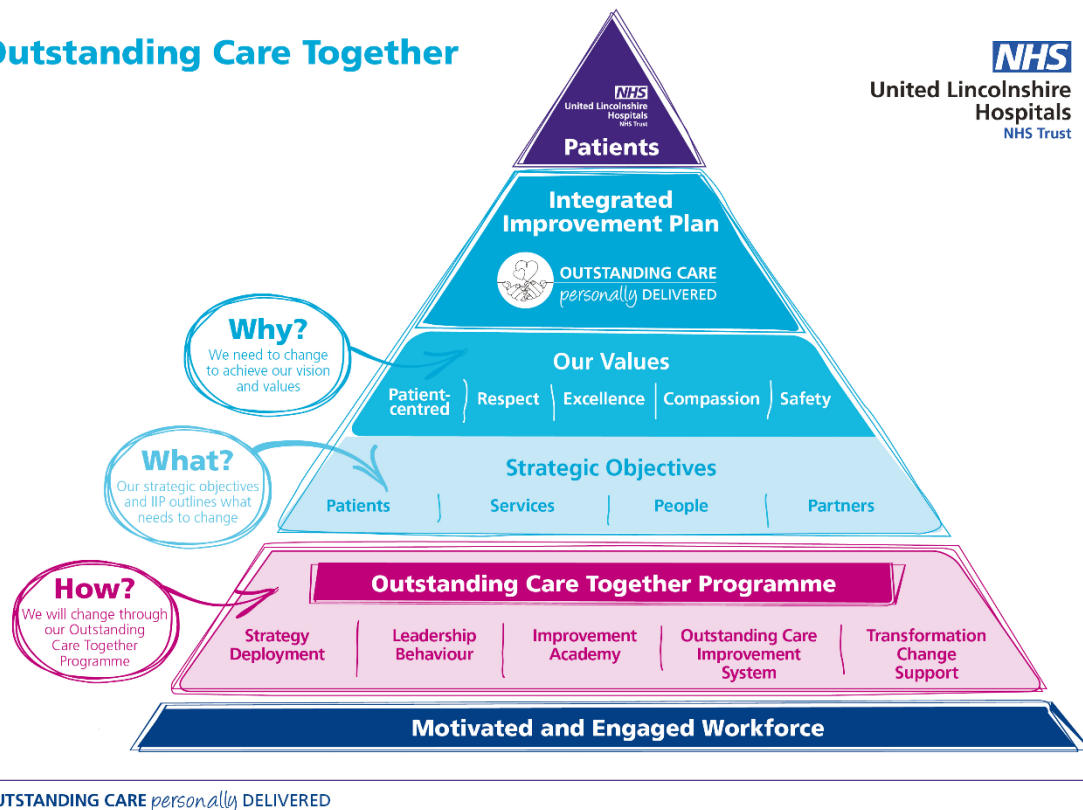 Outstanding Care Together
NHS
United Lincolnshire
Hospitals
NHS Trust
NHS
United Lincolnshire
Hospitals
NHS Trust
Patients
Integrated
Improvement Plan
OUTSTANDING CARE
personally DELIVERED
Why?
We need to change
to achieve our vision
and values
Our Values
Patient-
centred
Respect
Excellence
Compassion
Safety
What?
Our strategic objectives
and IIP outlines what
needs to change
Strategic Objectives
Patients
Services
People
Partners
How?
We will change through
our Outstanding
Care Together
Programme
Outstanding Care Together Programme
Strategy
Deployment
Leadership
Behaviour
Improvement
Academy
Outstanding Care
Improvement
System
Transformation
Change
Support
Motivated and Engaged Workforce
OUTSTANDING CARE personally DELIVERED